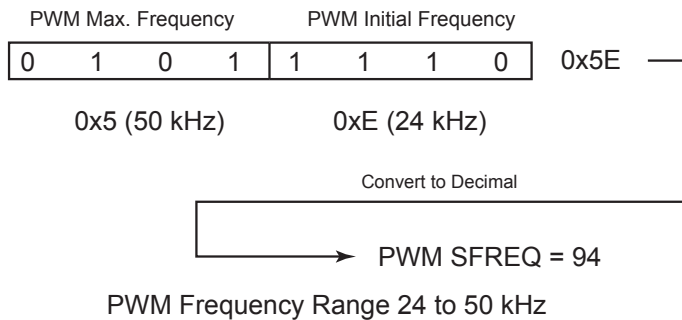 PWM Max. Frequency PWM Initial Frequency
0 1 0 1 1 1 1 0 0x5E
0x5 (50 kHz) 0xE (24 kHz)
Convert to Decimal
PWM SFREQ = 94
PWM Frequency Range 24 to 50 kHz